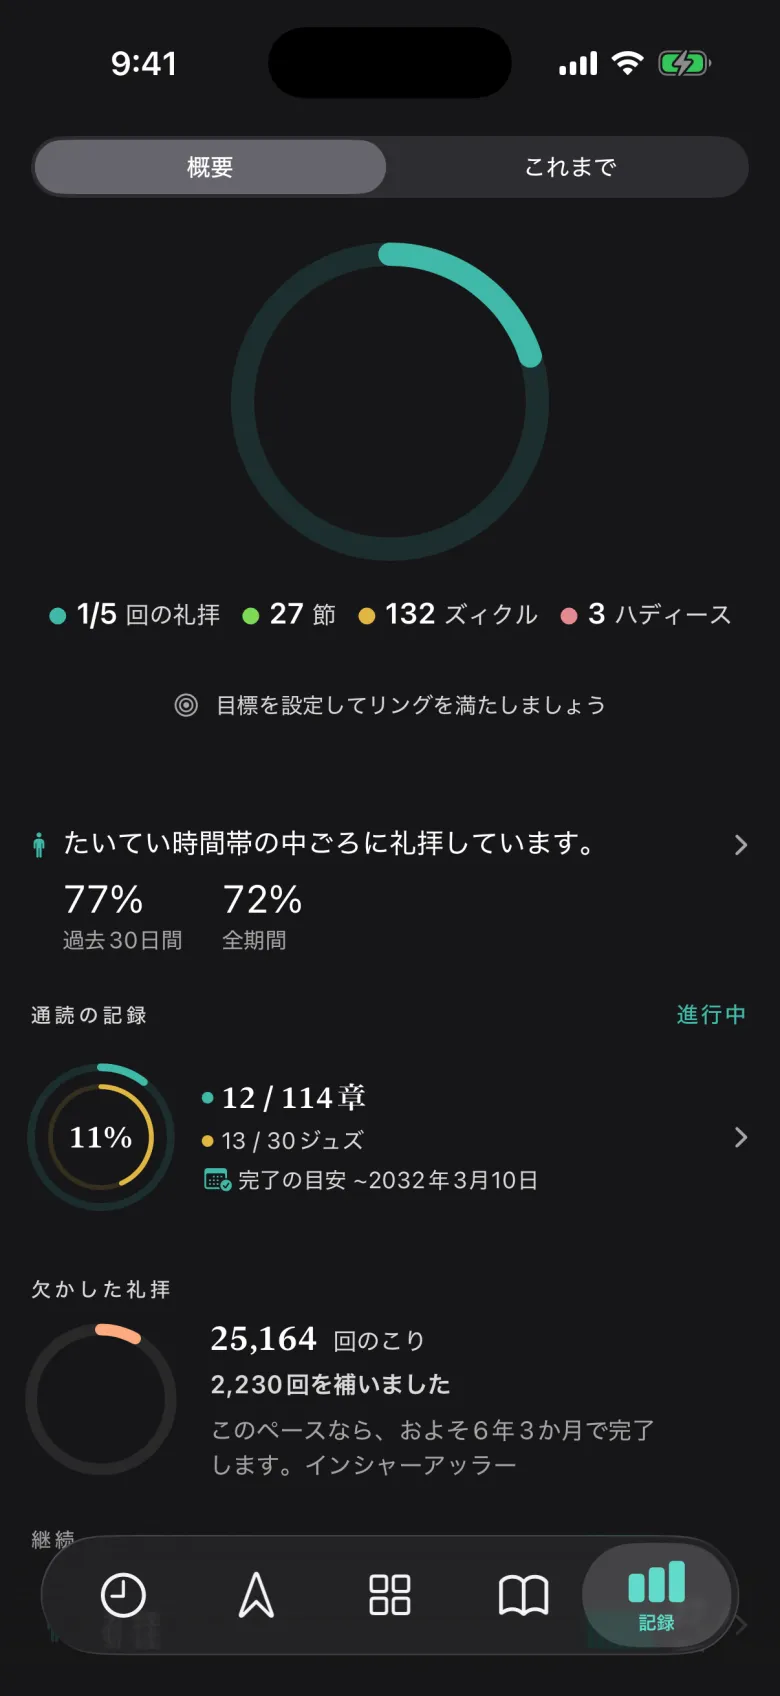 9:41
概要
これまで
1/5 回の礼拝 27 節 132 ズィクル 3 ハディース
目標を設定してリングを満たしましょう
たいてい時間帯の中ごろに礼拝しています。
77% 72%
過去30日間 全期間
通読の記録 進行中
11%
12 / 114章
13 / 30ジュズ
完了の目安 ~2032年3月10日
欠かした礼拝
25,164 回のこり
2,230回を補いました
このペースなら、およそ6年3か月で完了
します。インシャーアッラー
継続
記録